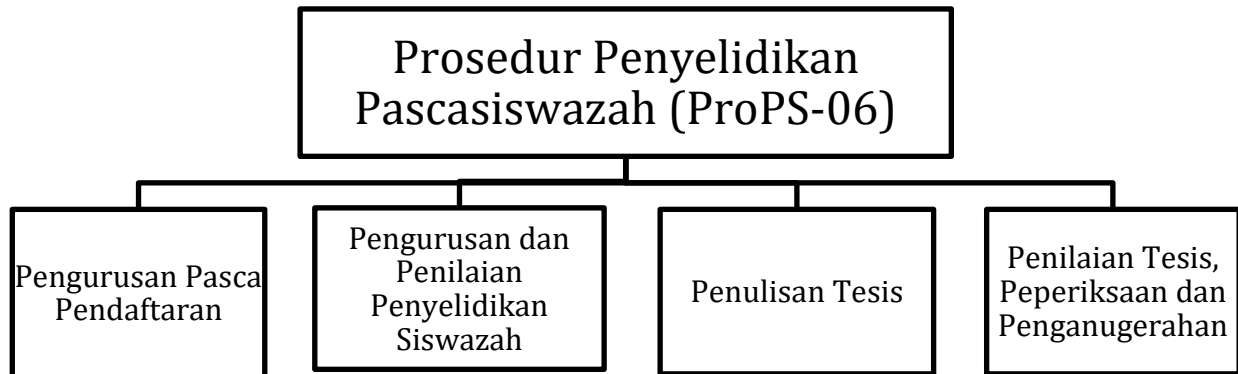 Prosedur Penyelidikan
Pascasiswazah (ProPS-06)
Pengurusan Pasca
Pendaftaran
Pengurusan dan
Penilaian
Penyelidikan
Siswazah
Penulisan Tesis
Penilaian Tesis,
Peperiksaan dan
Penganugerahan